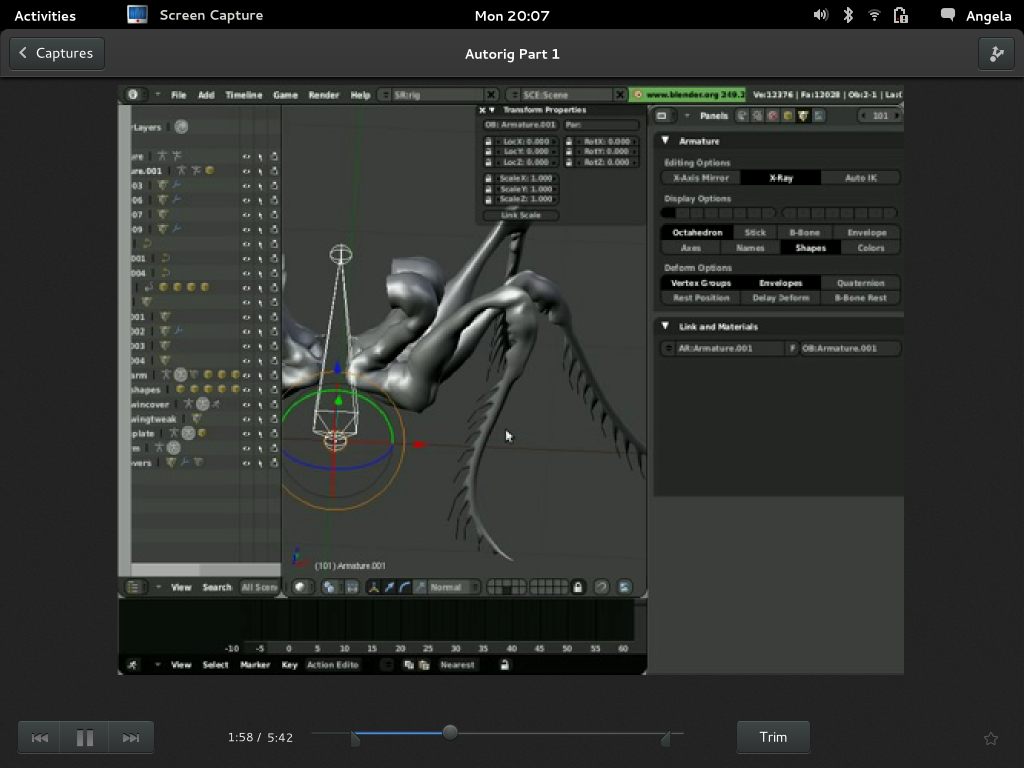 Activities Screen Capture Mon 20:07 Angela
Captures Autorig Part 1
File Add Timeline Game Render Help SR:rig SCE:Scene www.blender.org 249.2 Ve:12376 | Fa:12028 | Ob:2-1 | La:0
Transform Properties
OB: Armature.001 Par:
LocX: 0.000 RotX: 0.000
LocY: 0.000 RotY: 0.000
LocZ: 0.000 RotZ: 0.000
ScaleX: 1.000
ScaleY: 1.000
ScaleZ: 1.000
Link Scale
rLayers
ure
ure.001
03
06
07
09
001
004
001
002
003
004
arm
shapes
wincover
wingtweak
plate
m
overs
View Search All Scen
(101) Armature.001
Normal
Panels 101
Armature
Editing Options
X-Axis Mirror X-Ray Auto IK
Display Options
Octahedron Stick B-Bone Envelope
Axes Names Shapes Colors
Deform Options
Vertex Groups Envelopes Quaternion
Rest Position Delay Deform B-Bone Rest
Link and Materials
AR:Armature.001 F OB:Armature.001
-10 -5 0 5 10 15 20 25 30 35 40 45 50 55 60
View Select Marker Key Action Edito Nearest
1:58 / 5:42 Trim